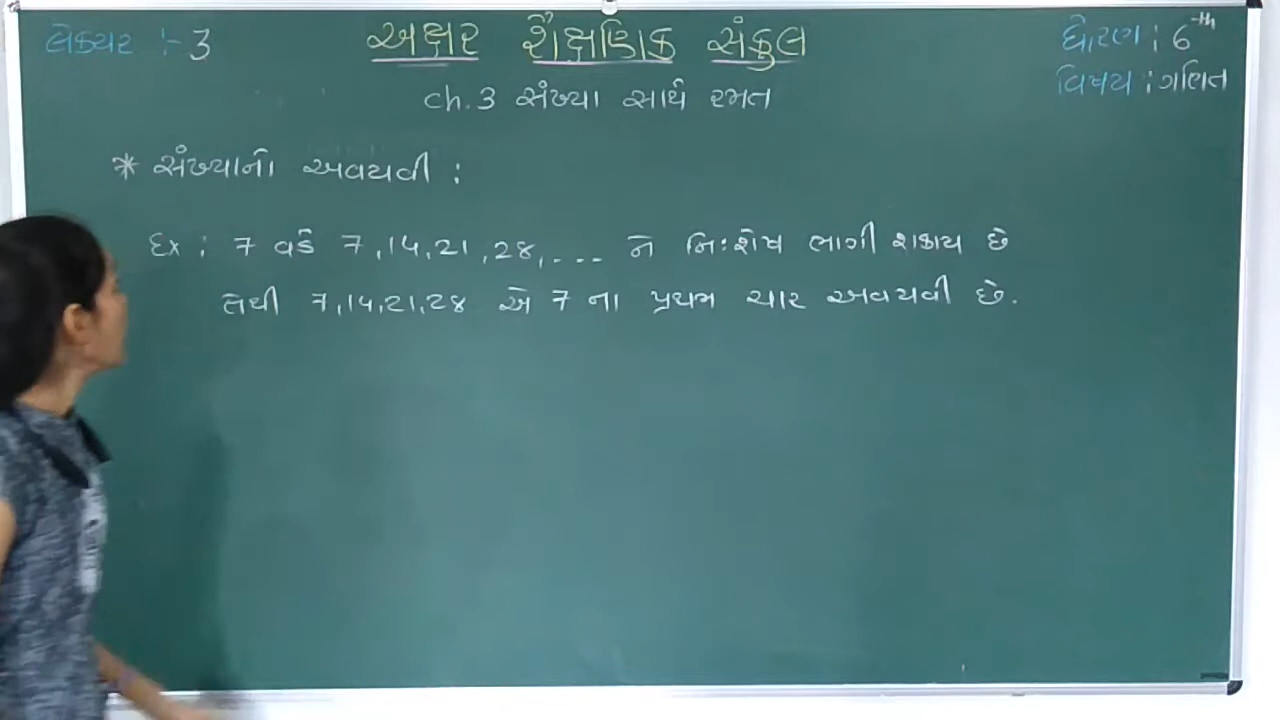 લેક્ચર :- 3
અક્ષર શૈક્ષણિક સંકુલ
ધોરણ : 6th
વિષય : ગણિત
ch. 3 સંખ્યા સાથે રમત
* સંખ્યાની અવયવી :
Ex : 7 વડે 7, 14, 21, 28, ... ને નિ:શેષ ભાગી શકાય છે
તેથી 7, 14, 21, 28 એ 7 ના પ્રથમ ચાર અવયવી છે.